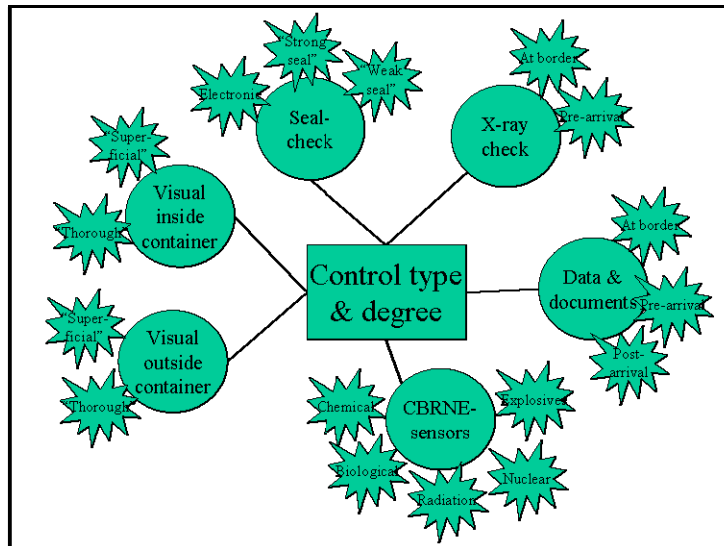 "Strong
seal"
"Weak
seal"
Electronic
Seal-
check
At border
Pre-arrival
X-ray
check
"Super-
ficial"
"Thorough"
Visual
inside
container
Control type
& degree
At border
Data &
documents
Pre-arrival
Post-
arrival
"Super-
ficial"
"Thorough"
Visual
outside
container
CBRNE-
sensors
Chemical
Explosives
Biological
Nuclear
Radiation